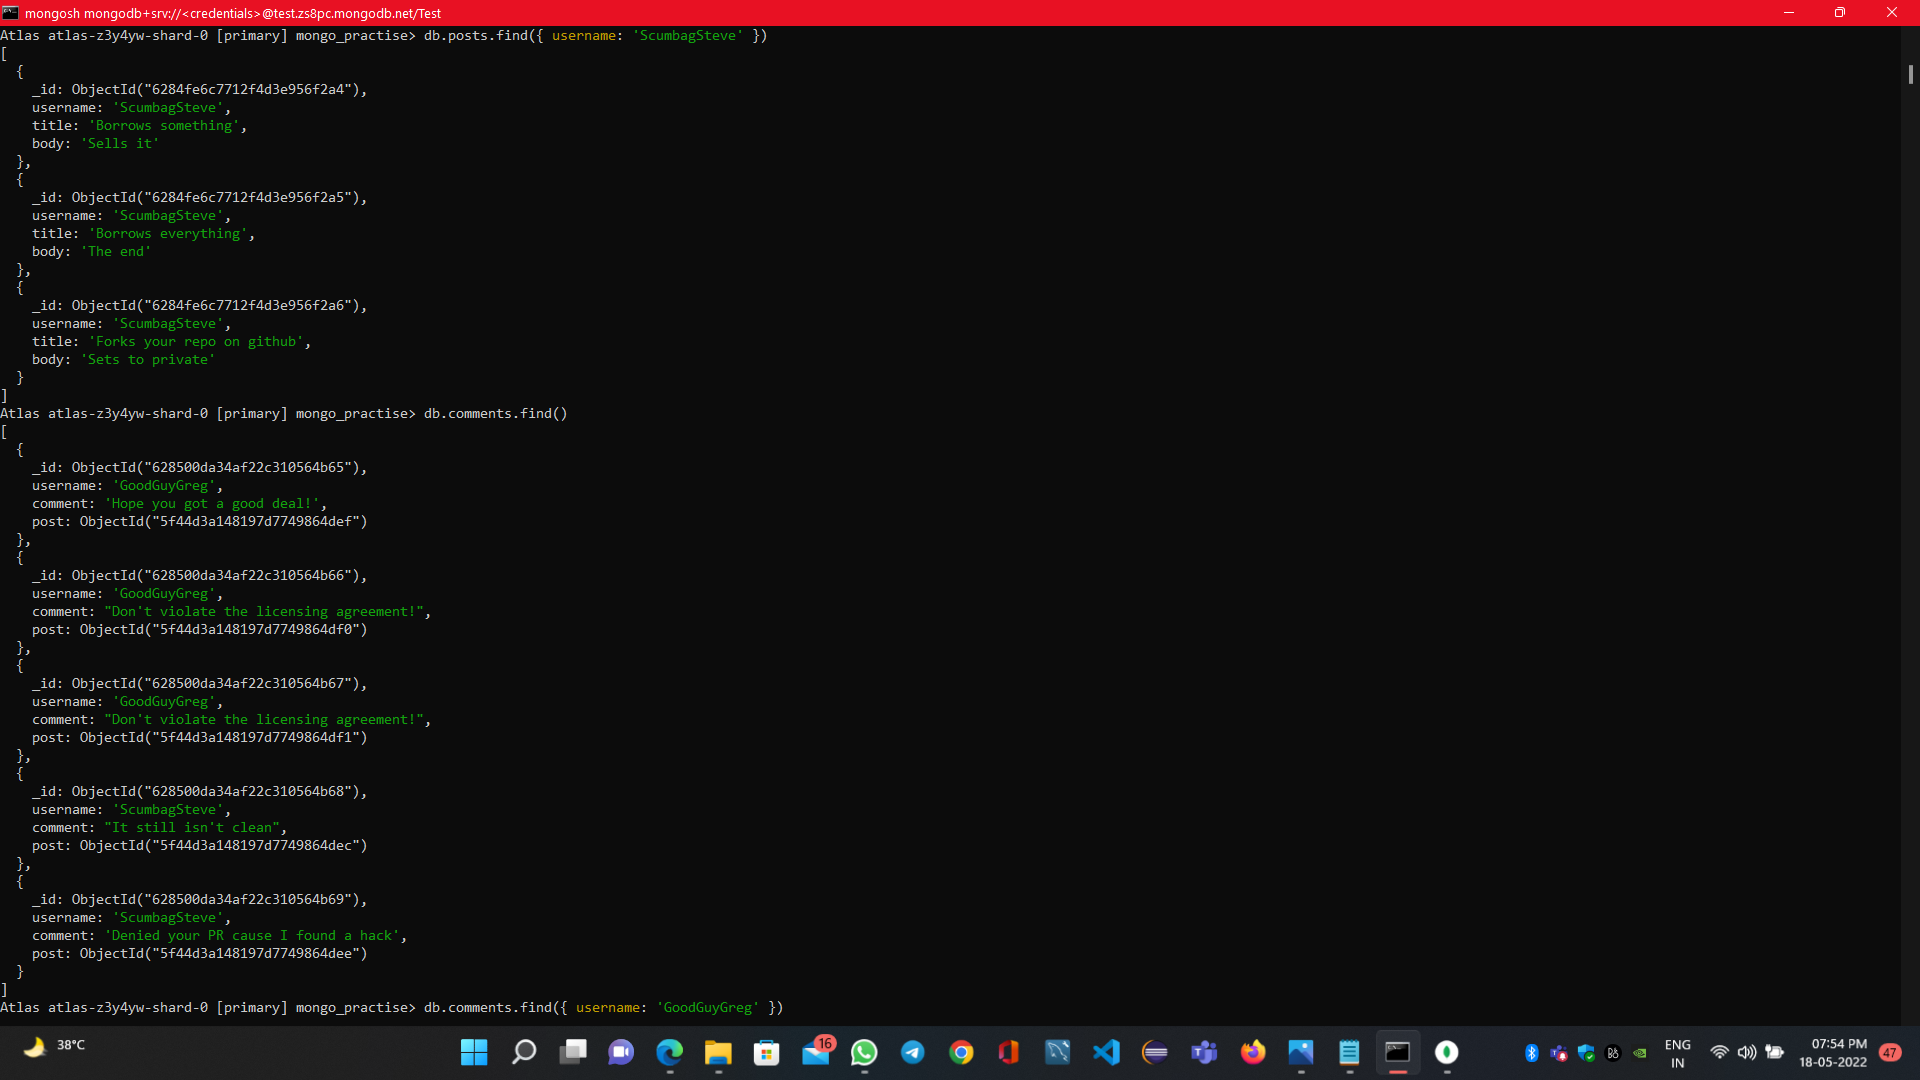 mongosh mongodb+srv://<credentials>@test.zs8pc.mongodb.net/Test
Atlas atlas-z3y4yw-shard-0 [primary] mongo_practise> db.posts.find({ username: 'ScumbagSteve' })
[
  {
    _id: ObjectId("6284fe6c7712f4d3e956f2a4"),
    username: 'ScumbagSteve',
    title: 'Borrows something',
    body: 'Sells it'
  },
  {
    _id: ObjectId("6284fe6c7712f4d3e956f2a5"),
    username: 'ScumbagSteve',
    title: 'Borrows everything',
    body: 'The end'
  },
  {
    _id: ObjectId("6284fe6c7712f4d3e956f2a6"),
    username: 'ScumbagSteve',
    title: 'Forks your repo on github',
    body: 'Sets to private'
  }
]
Atlas atlas-z3y4yw-shard-0 [primary] mongo_practise> db.comments.find()
[
  {
    _id: ObjectId("628500da34af22c310564b65"),
    username: 'GoodGuyGreg',
    comment: 'Hope you got a good deal!',
    post: ObjectId("5f44d3a148197d7749864def")
  },
  {
    _id: ObjectId("628500da34af22c310564b66"),
    username: 'GoodGuyGreg',
    comment: "Don't violate the licensing agreement!",
    post: ObjectId("5f44d3a148197d7749864df0")
  },
  {
    _id: ObjectId("628500da34af22c310564b67"),
    username: 'GoodGuyGreg',
    comment: "Don't violate the licensing agreement!",
    post: ObjectId("5f44d3a148197d7749864df1")
  },
  {
    _id: ObjectId("628500da34af22c310564b68"),
    username: 'ScumbagSteve',
    comment: "It still isn't clean",
    post: ObjectId("5f44d3a148197d7749864dec")
  },
  {
    _id: ObjectId("628500da34af22c310564b69"),
    username: 'ScumbagSteve',
    comment: 'Denied your PR cause I found a hack',
    post: ObjectId("5f44d3a148197d7749864dee")
  }
]
Atlas atlas-z3y4yw-shard-0 [primary] mongo_practise> db.comments.find({ username: 'GoodGuyGreg' })
38°C
16
ENG
IN
07:54 PM
18-05-2022
47